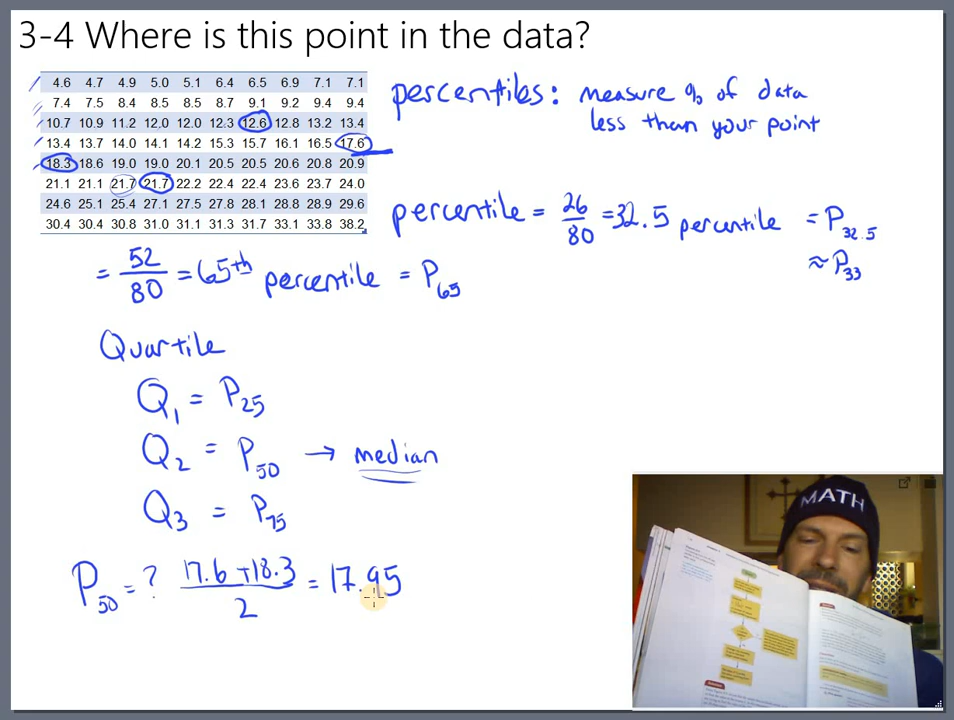 3-4 Where is this point in the data?
4.6 4.7 4.9 5.0 5.1 6.4 6.5 6.9 7.1 7.1
7.4 7.5 8.4 8.5 8.5 8.7 9.1 9.2 9.4 9.4
10.7 10.9 11.2 12.0 12.0 12.3 12.6 12.8 13.2 13.4
13.4 13.7 14.0 14.1 14.2 15.3 15.7 16.1 16.5 17.6
18.3 18.6 19.0 19.0 20.1 20.5 20.5 20.6 20.8 20.9
21.1 21.1 21.7 21.7 22.2 22.4 22.4 23.6 23.7 24.0
24.6 25.1 25.4 27.1 27.5 27.8 28.1 28.8 28.9 29.6
30.4 30.4 30.8 31.0 31.1 31.3 31.7 33.1 33.8 38.2
percentiles: measure % of data
less than your point
percentile = 26/80 = 32.5 percentile = P32.5
≈ P33
= 52/80 = 65th percentile = P65
Quartile
Q1 = P25
Q2 = P50 → median
Q3 = P75
P50 = ? 17.6 + 18.3 / 2 = 17.95
MATH